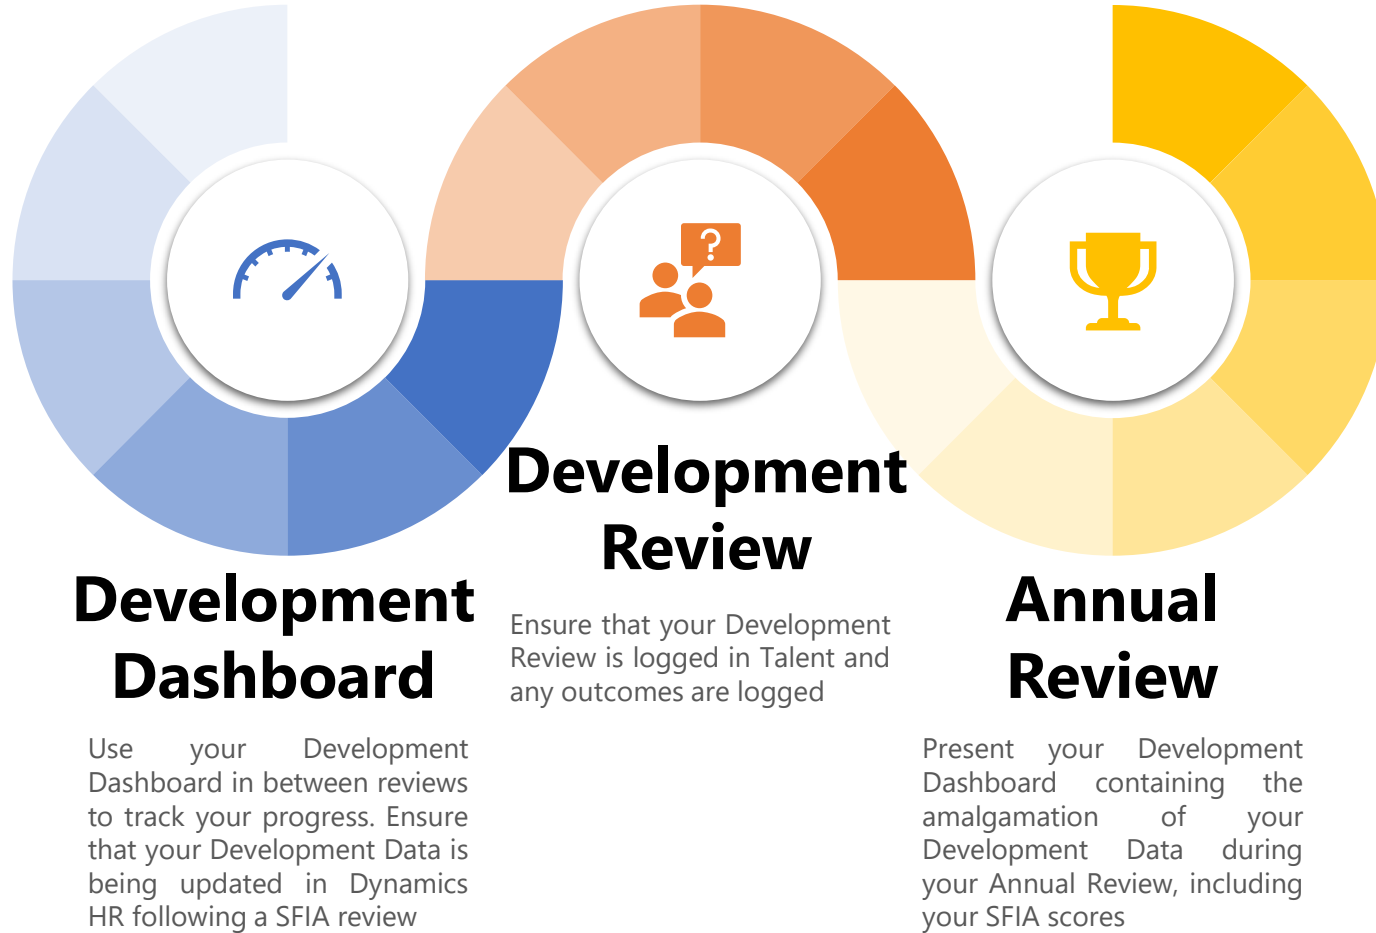 Development
Dashboard
Use your Development
Dashboard in between reviews
to track your progress. Ensure
that your Development Data is
being updated in Dynamics
HR following a SFIA review
?
Development
Review
Ensure that your Development
Review is logged in Talent and
any outcomes are logged
Annual
Review
Present your Development
Dashboard containing the
amalgamation of your
Development Data during
your Annual Review, including
your SFIA scores